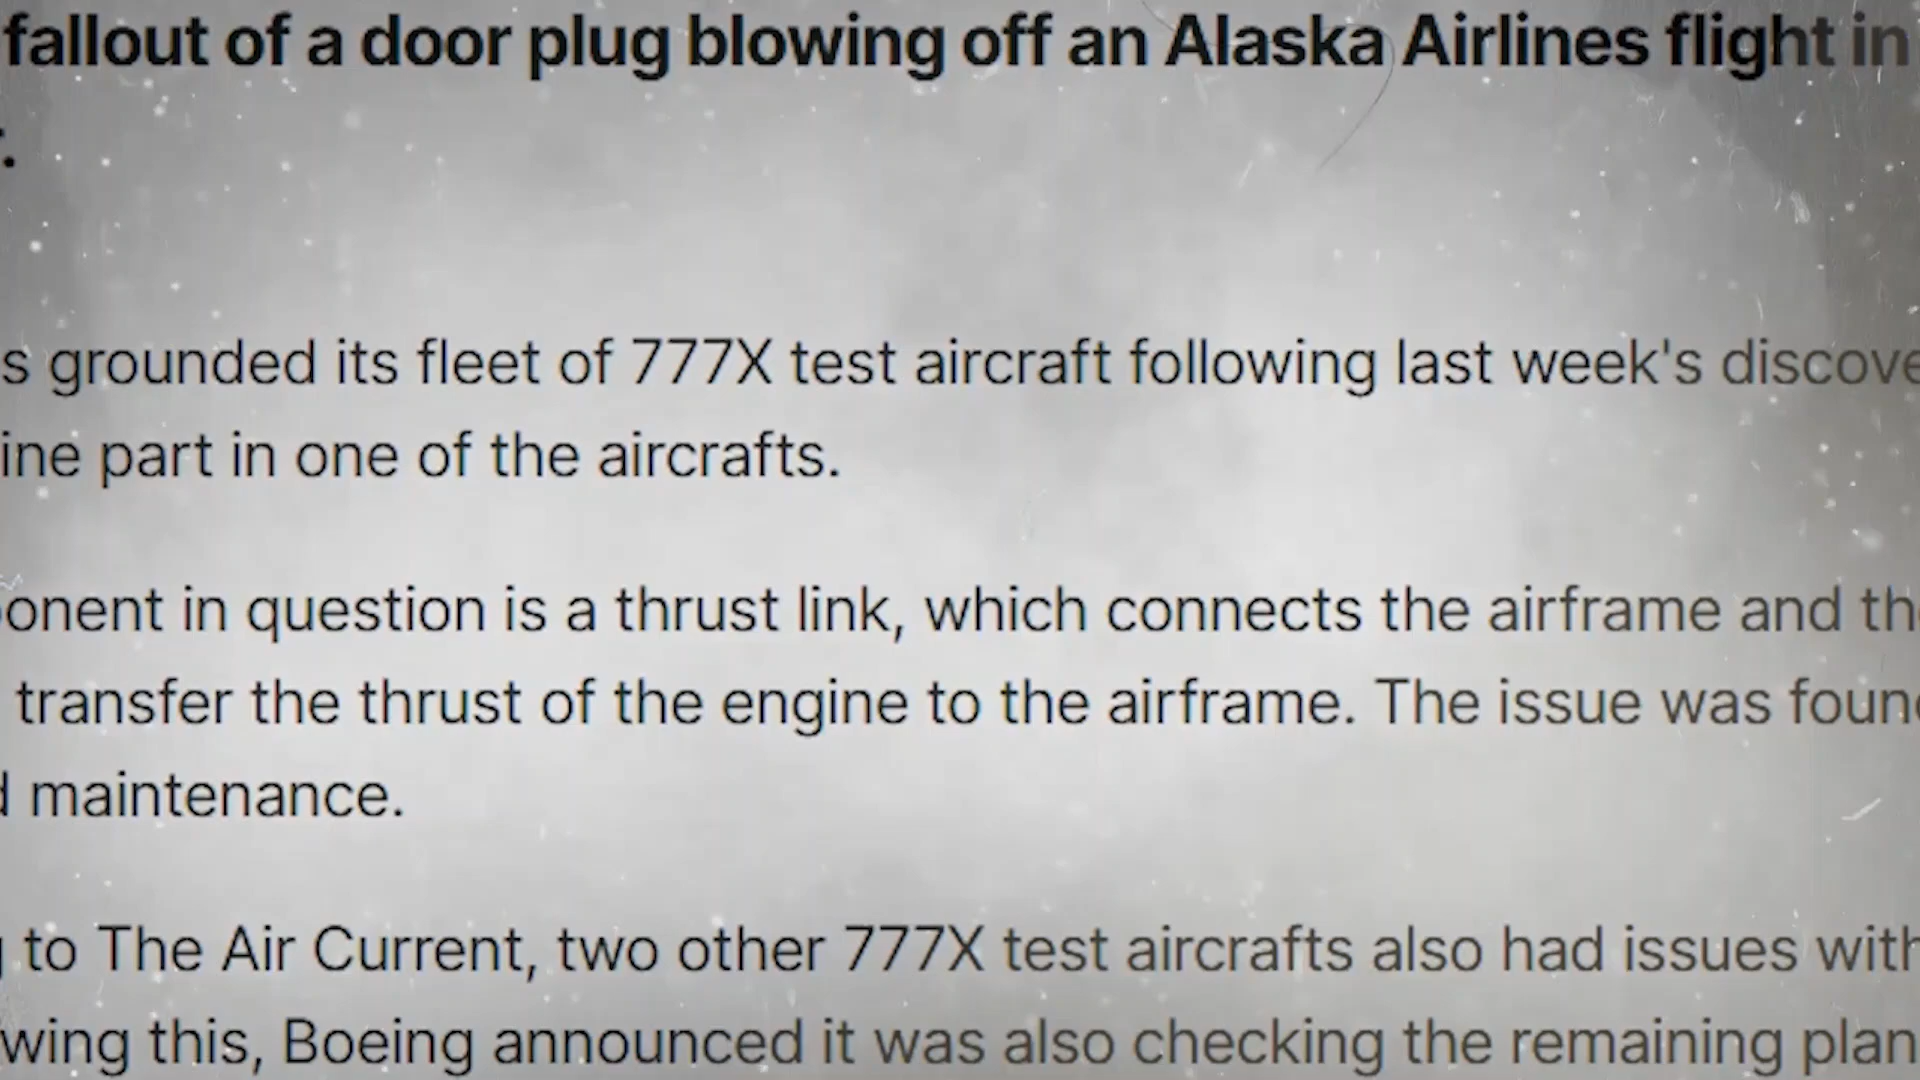 fallout of a door plug blowing off an Alaska Airlines flight in
s grounded its fleet of 777X test aircraft following last week's discove
ine part in one of the aircrafts.
onent in question is a thrust link, which connects the airframe and the
transfer the thrust of the engine to the airframe. The issue was found
d maintenance.
g to The Air Current, two other 777X test aircrafts also had issues with
wing this, Boeing announced it was also checking the remaining plan